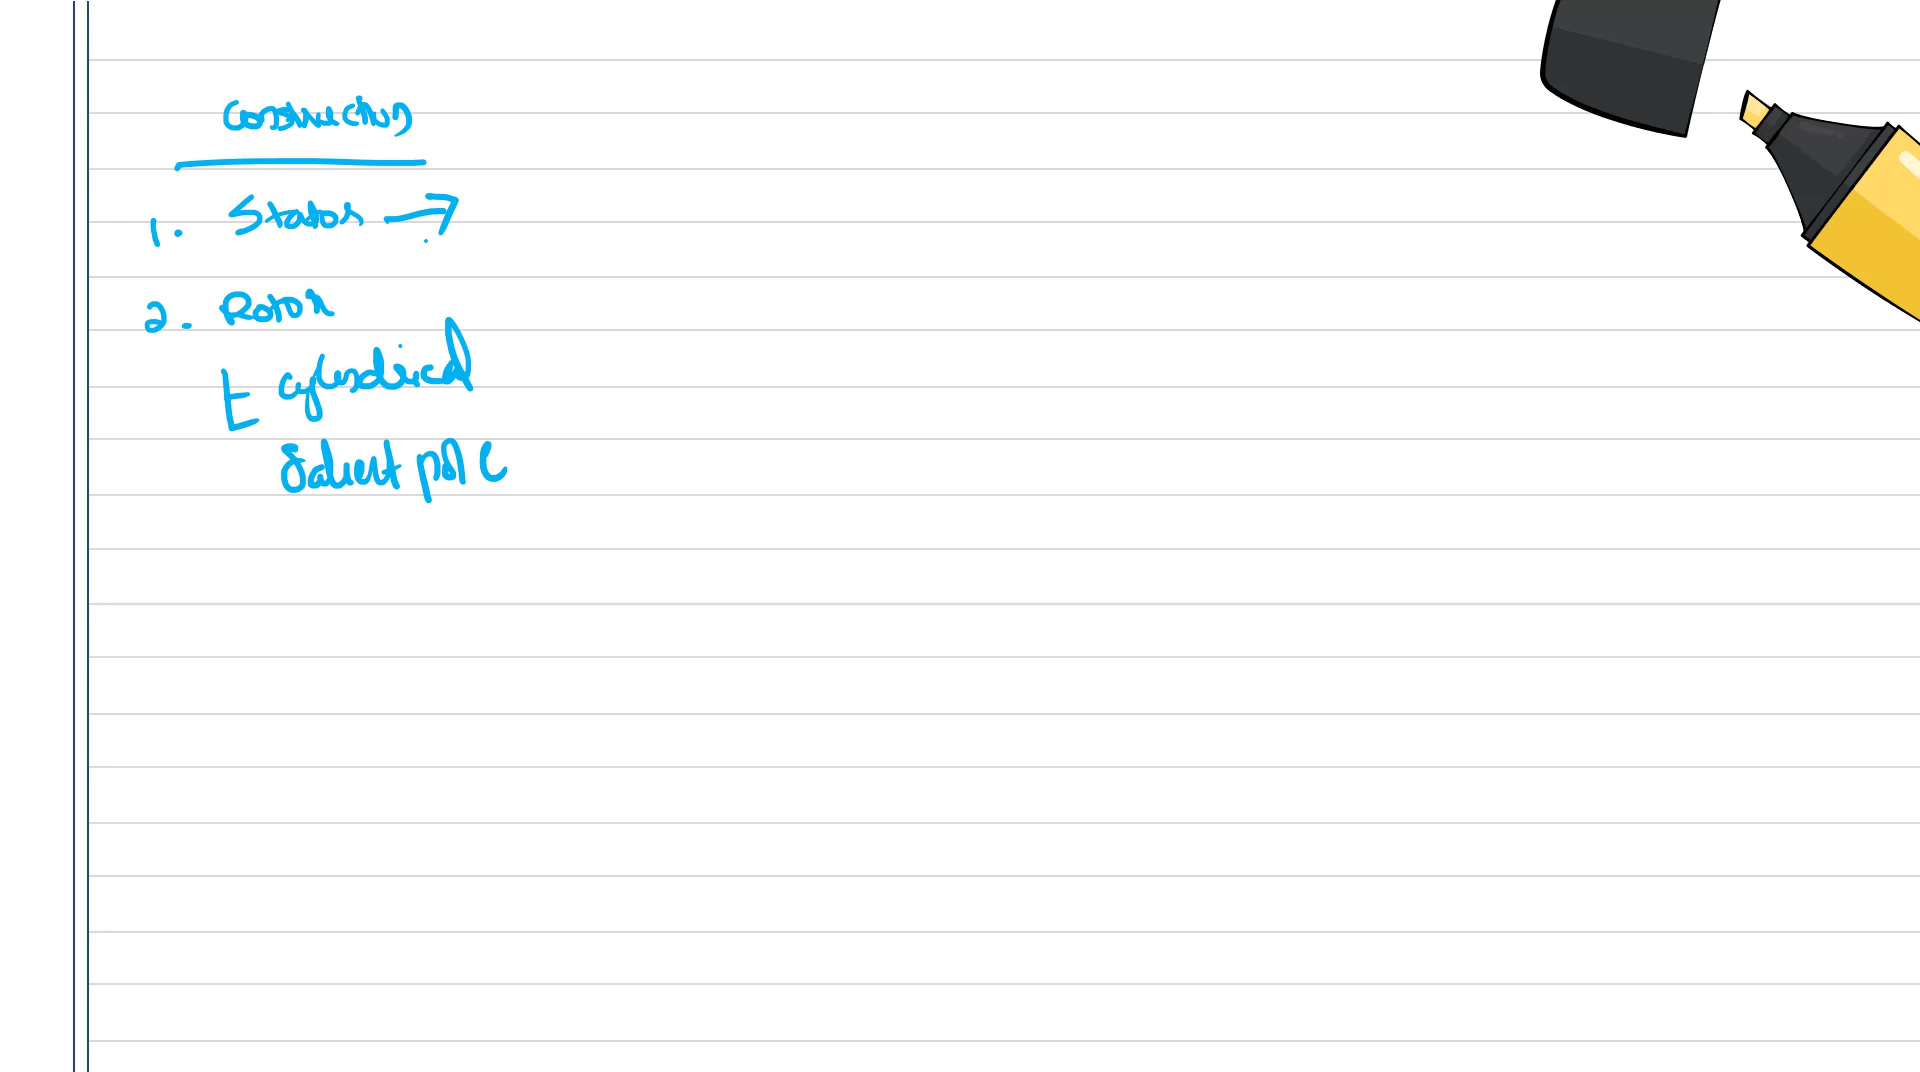 Construction
1. Stator →
2. Rotor
cylindrical
Salient pole